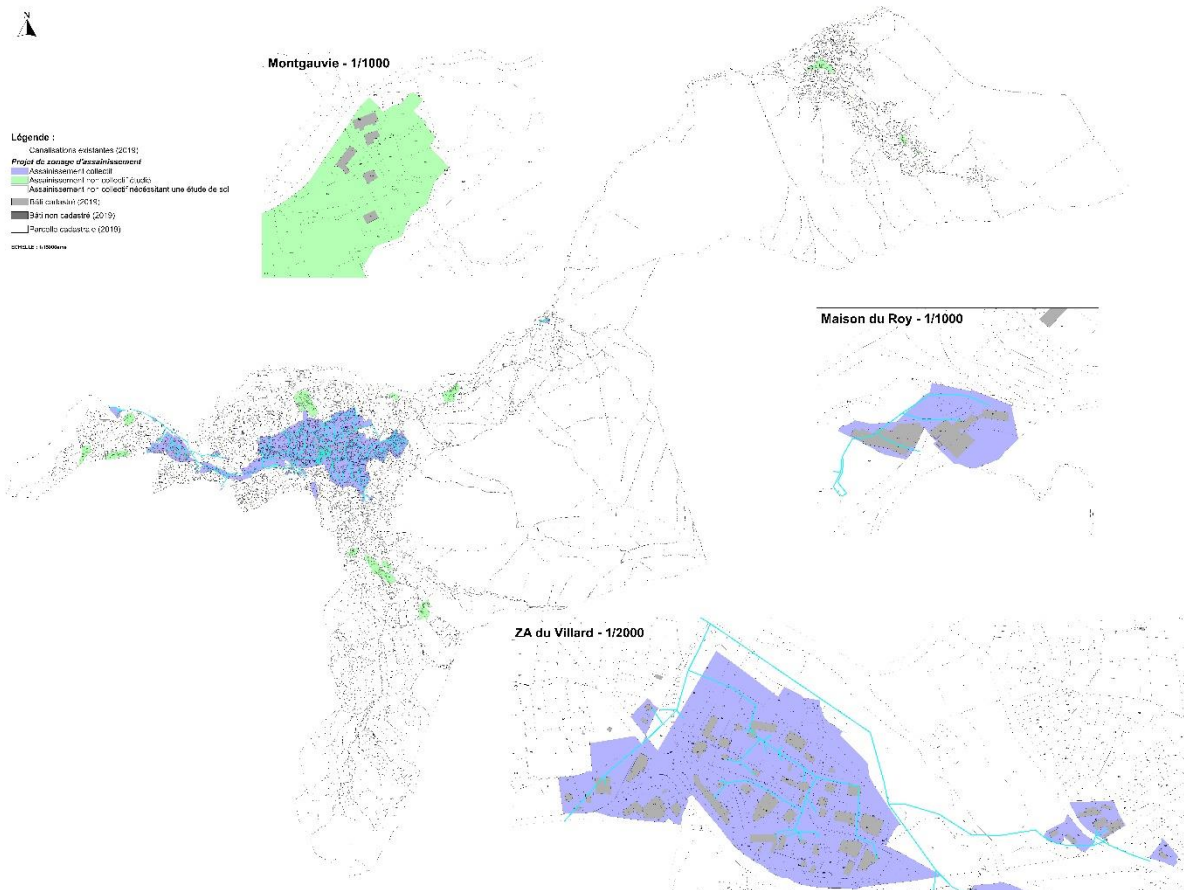 N
Montgauvie - 1/1000
Légende :
Canalisations existantes (2019)
Projet de zonage d'assainissement
Assainissement collectif
Assainissement non collectif étudié
Assainissement non collectif nécessitant une étude de sol
Bâti cadastré (2019)
Bâti non cadastré (2019)
Parcelle cadastrale (2019)
Maison du Roy - 1/1000
ZA du Villard - 1/2000